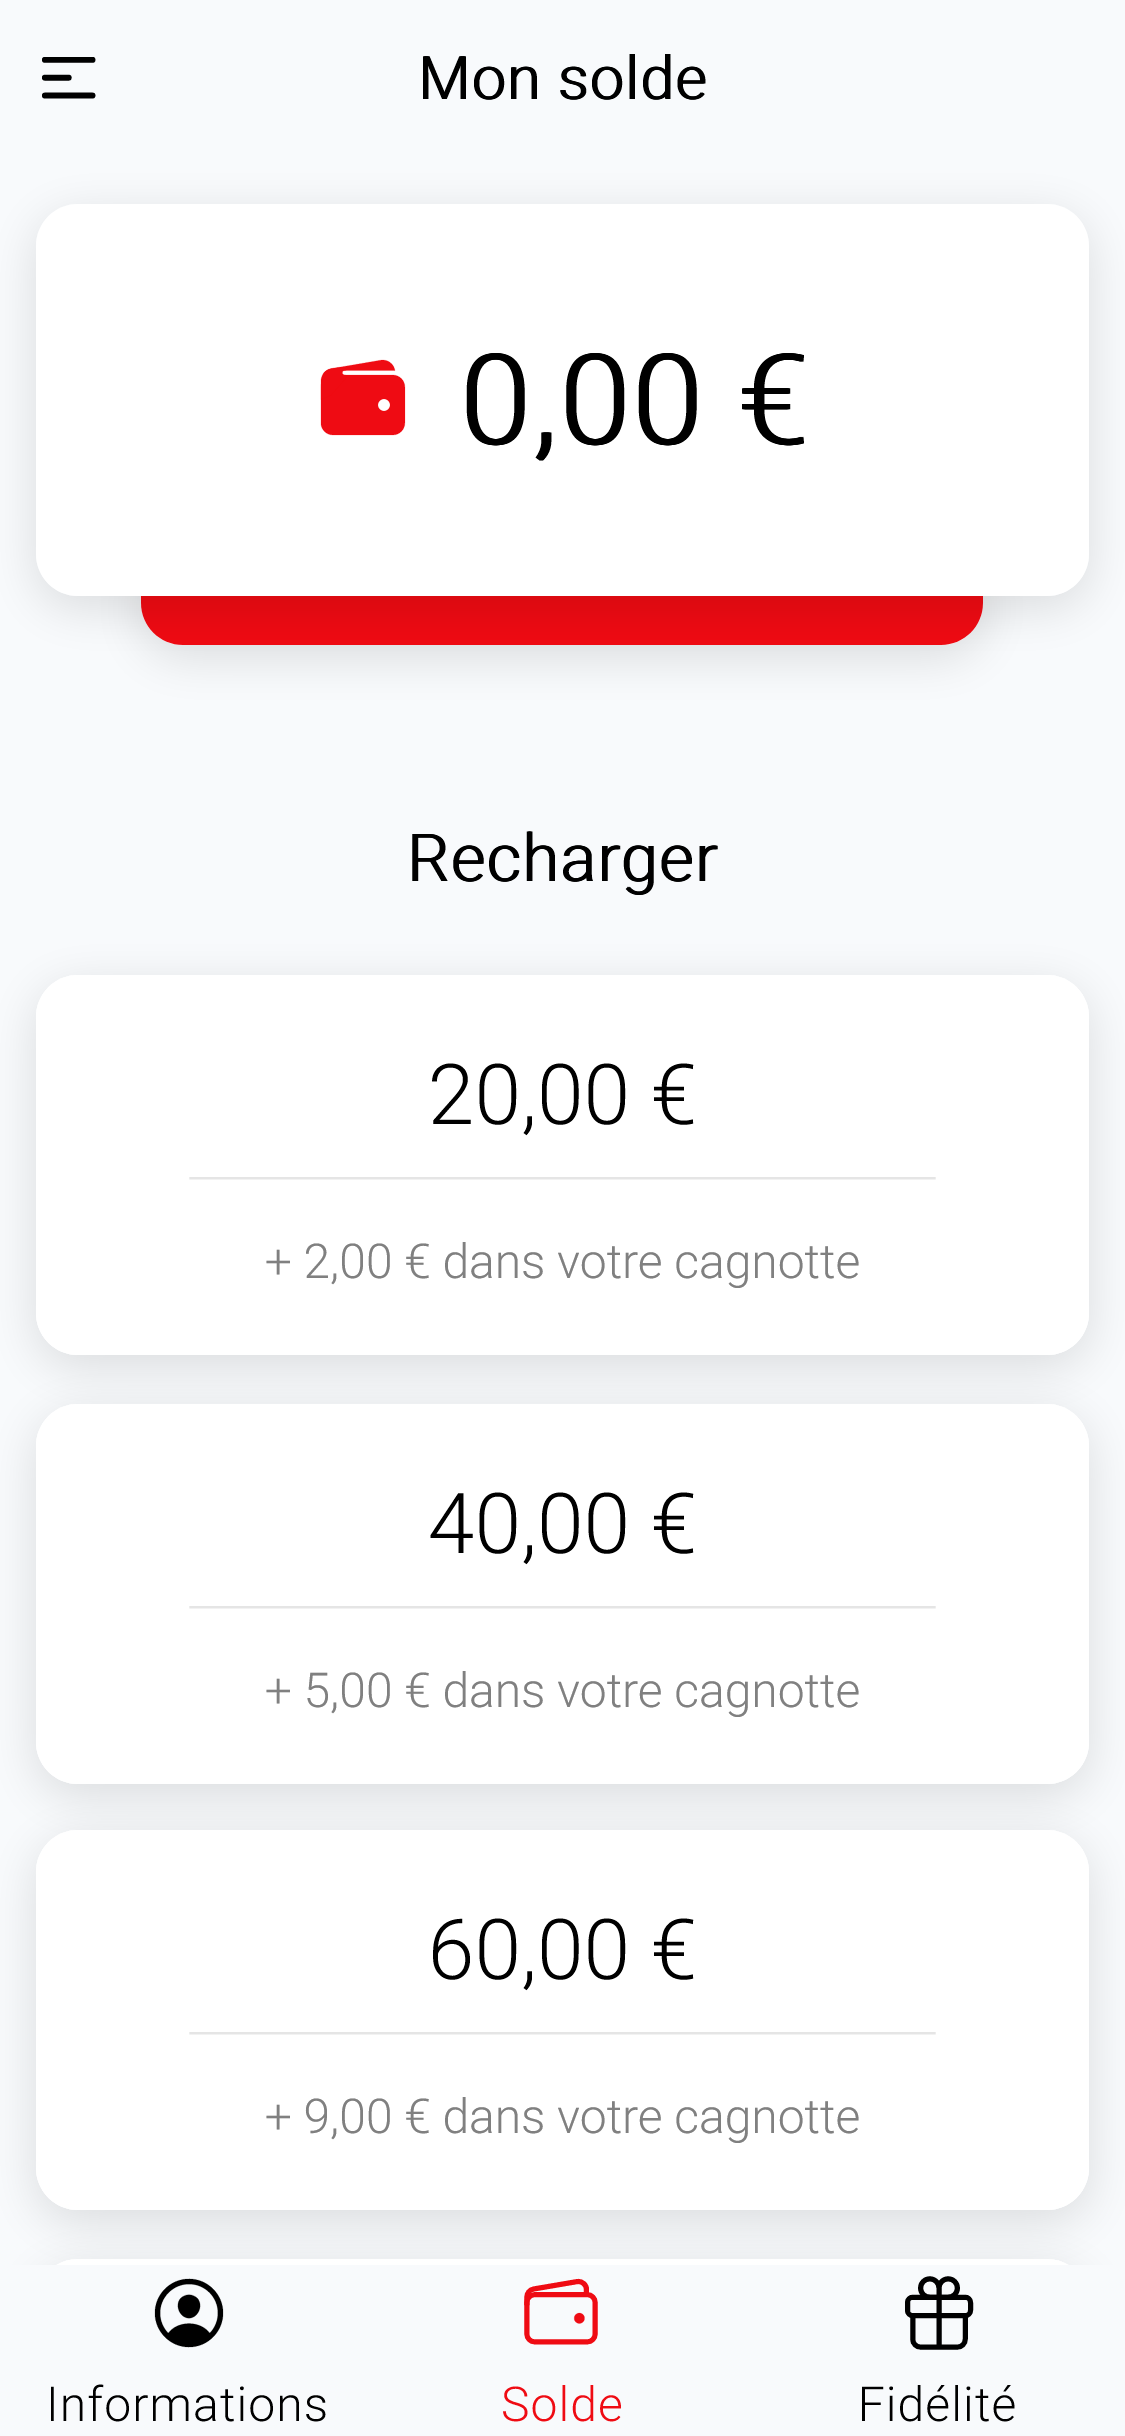 Mon solde
0,00 €
Recharger
20,00 €
+ 2,00 € dans votre cagnotte
40,00 €
+ 5,00 € dans votre cagnotte
60,00 €
+ 9,00 € dans votre cagnotte
Informations
Solde
Fidélité